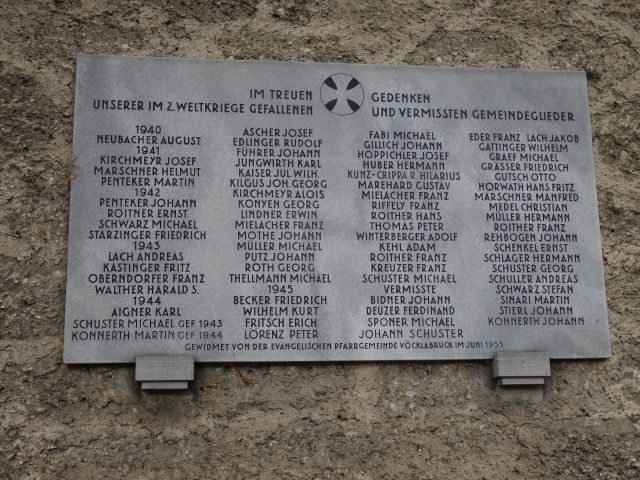 IM TREUEN GEDENKEN
UNSERER IM 2. WELTKRIEGE GEFALLENEN UND VERMISSTEN GEMEINDEGLIEDER
1940
NEUBACHER AUGUST
1941
KIRCHMEYR JOSEF
MARSCHNER HELMUT
PENTEKER MARTIN
1942
PENTEKER JOHANN
ROITNER ERNST
SCHWARZ MICHAEL
STARZINGER FRIEDRICH
1943
LACH ANDREAS
KASTINGER FRITZ
OBERNDORFER FRANZ
WALTHER HARALD S.
1944
AIGNER KARL
SCHUSTER MICHAEL GEF 1943
KONNERTH MARTIN GEF 1944
ASCHER JOSEF
EDLINGER RUDOLF
FÜHRER JOHANN
JUNGWIRTH KARL
KAISER JUL. WILH.
KILGUS JOH. GEORG
KIRCHMEYR ALOIS
KONYEN GEORG
LINDNER ERWIN
MIELACHER FRANZ
MOTHE JOHANN
MÜLLER MICHAEL
PUTZ JOHANN
ROTH GEORG
THELLMANN MICHAEL
1945
BECKER FRIEDRICH
WILHELM KURT
FRITSCH ERICH
LORENZ PETER
FABI MICHAEL
GILLICH JOHANN
HOPPICHLER JOSEF
HUBER HERMANN
KUNZ-CRIPPA R. HILARIUS
MAREHARD GUSTAV
MIELACHER FRANZ
RIFFELY FRANZ
ROITHER HANS
THOMAS PETER
WINTERBERGER ADOLF
KEHL ADAM
ROITHER FRANZ
KREUZER FRANZ
SCHUSTER MICHAEL
VERMISSTE
BIDNER JOHANN
DEUZER FERDINAND
SPONER MICHAEL
JOHANN SCHUSTER
EDER FRANZ LACH JAKOB
GATTINGER WILHELM
GRAEF MICHAEL
GRÄSSER FRIEDRICH
GUTSCH OTTO
HORWATH HANS FRITZ
MARSCHNER MANFRED
MEDEL CHRISTIAN
MÜLLER HERMANN
ROITHER FRANZ
REHBOGEN JOHANN
SCHENKEL ERNST
SCHLAGER HERMANN
SCHUSTER GEORG
SCHULLER ANDREAS
SCHWARZ STEFAN
SINARI MARTIN
STIERL JOHANN
KONNERTH JOHANN
GEWIDMET VON DER EVANGELISCHEN PFARRGEMEINDE VÖCKLABRUCK IM JUNI 1955